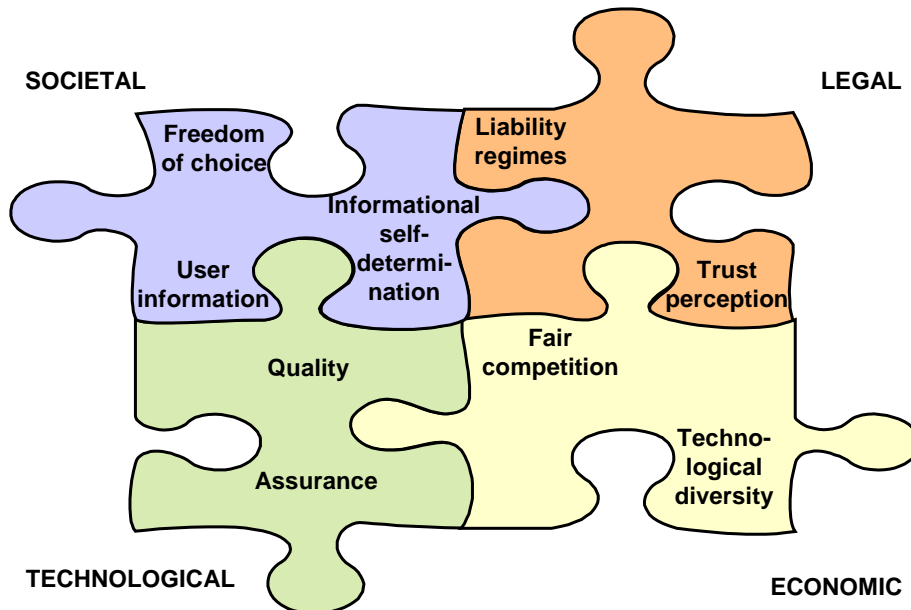 SOCIETAL
LEGAL
Freedom
of choice
Liability
regimes
Informational
self-
determi-
nation
User
information
Trust
perception
Quality
Fair
competition
Assurance
Techno-
logical
diversity
TECHNOLOGICAL
ECONOMIC